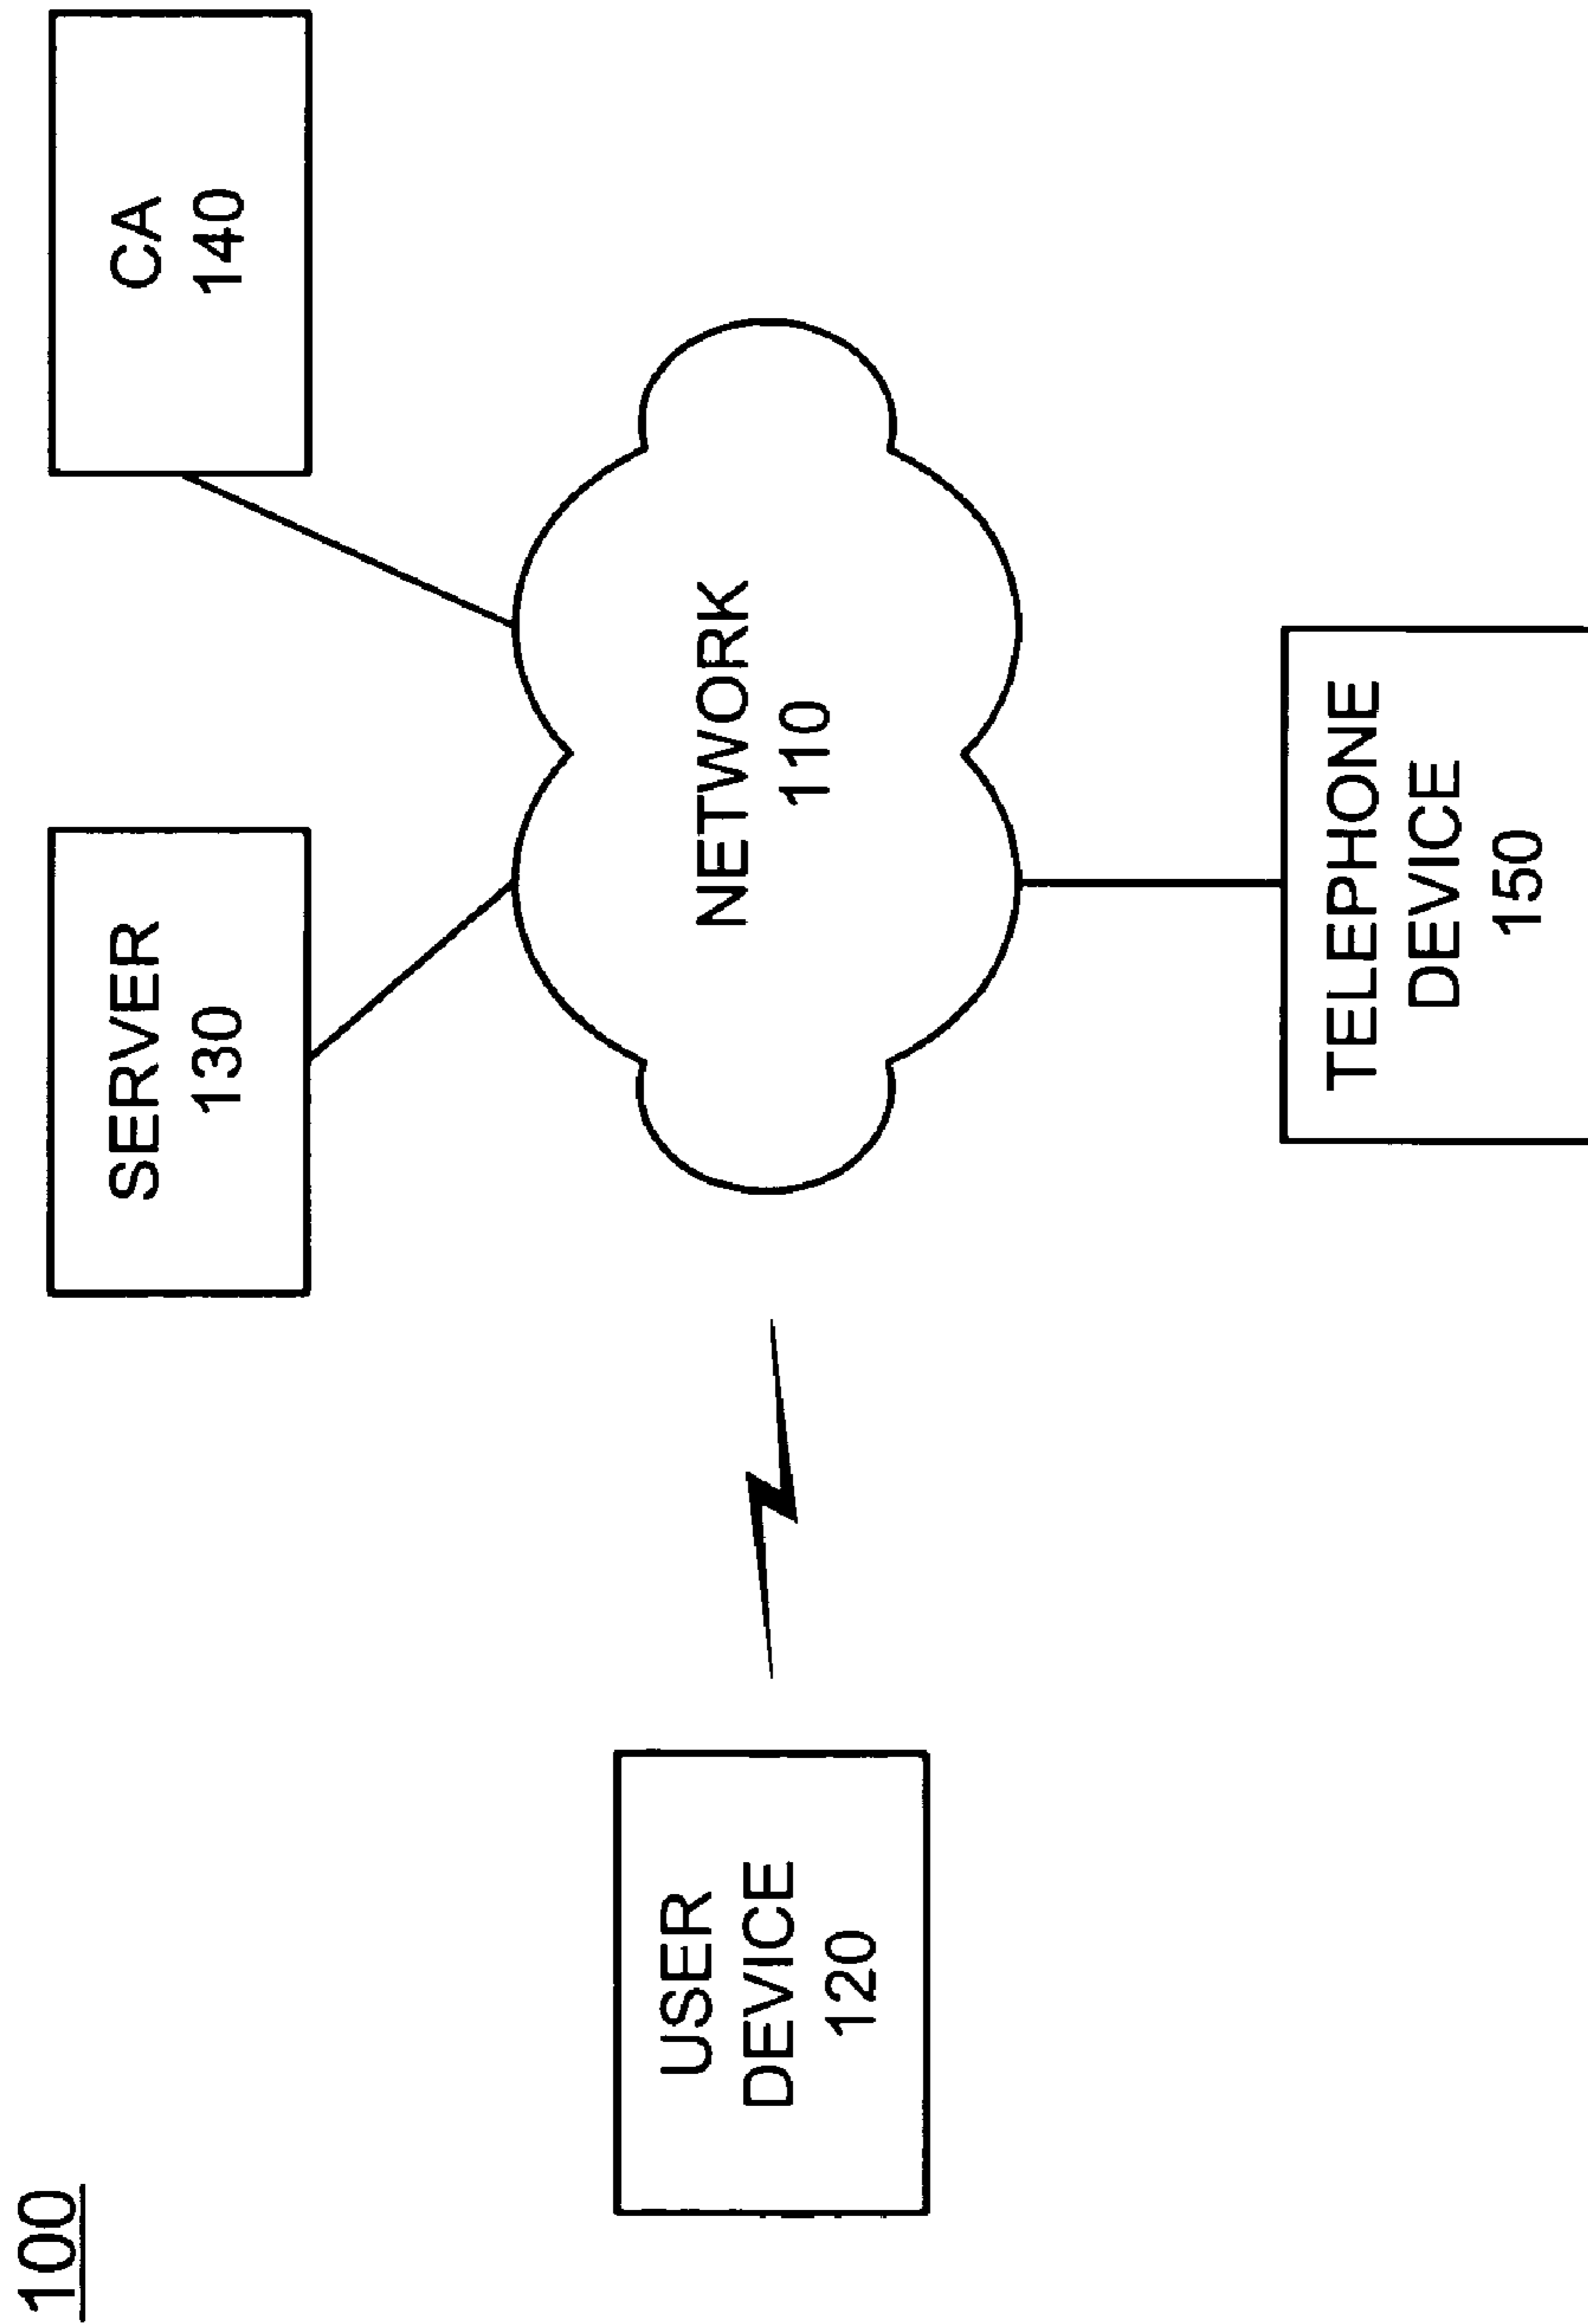 100
SERVER
130
CA
140
USER
DEVICE
120
NETWORK
110
TELEPHONE
DEVICE
150